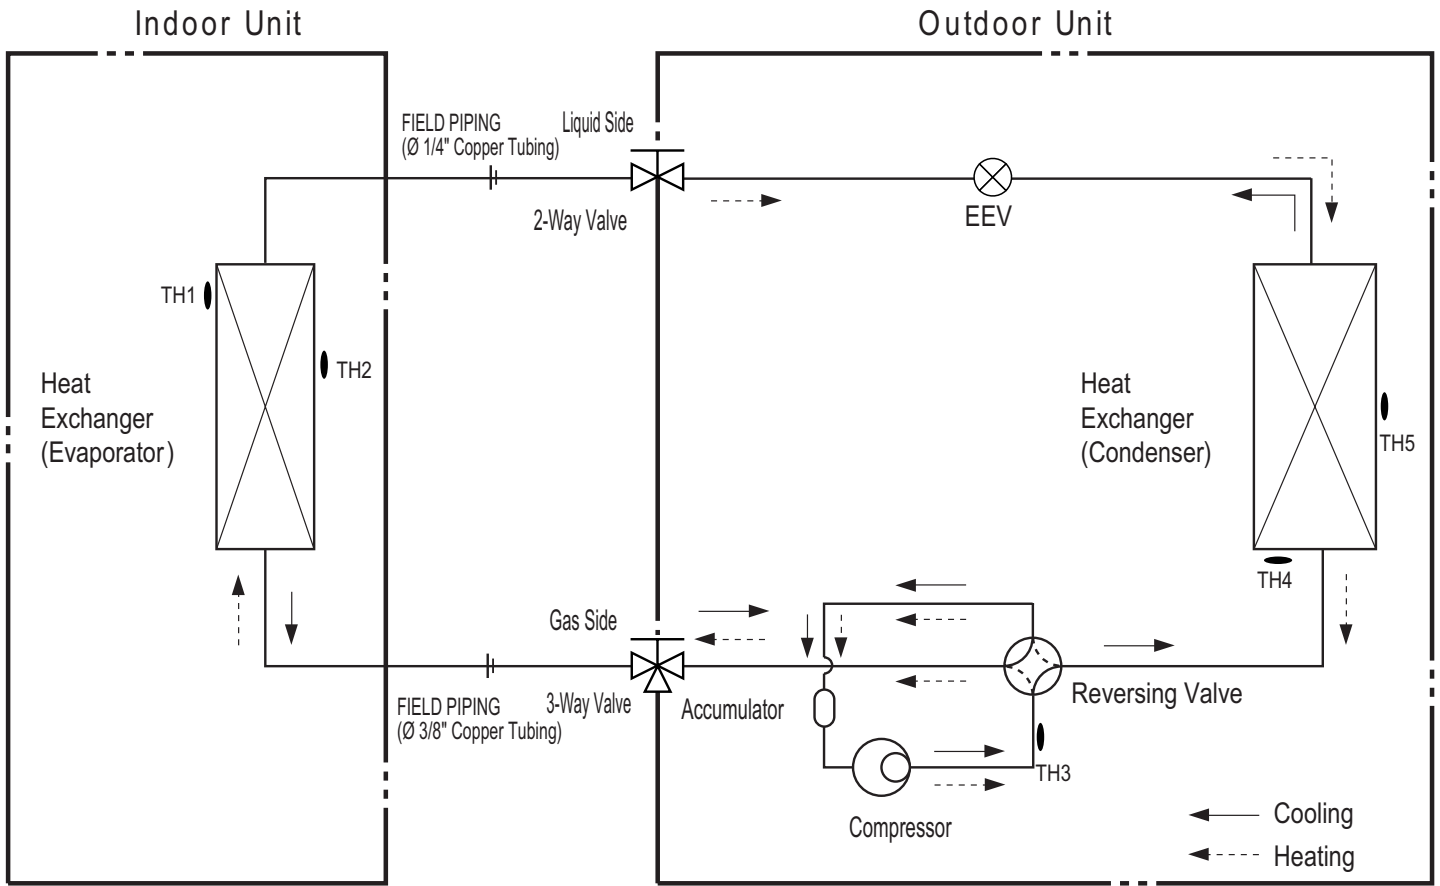 Indoor Unit
Outdoor Unit
FIELD PIPING
(Ø 1/4" Copper Tubing)
Liquid Side
2-Way Valve
EEV
TH1
TH2
Heat
Exchanger
(Evaporator)
Heat
Exchanger
(Condenser)
TH5
TH4
Gas Side
3-Way Valve
FIELD PIPING
(Ø 3/8" Copper Tubing)
Accumulator
Reversing Valve
TH3
Compressor
Cooling
Heating